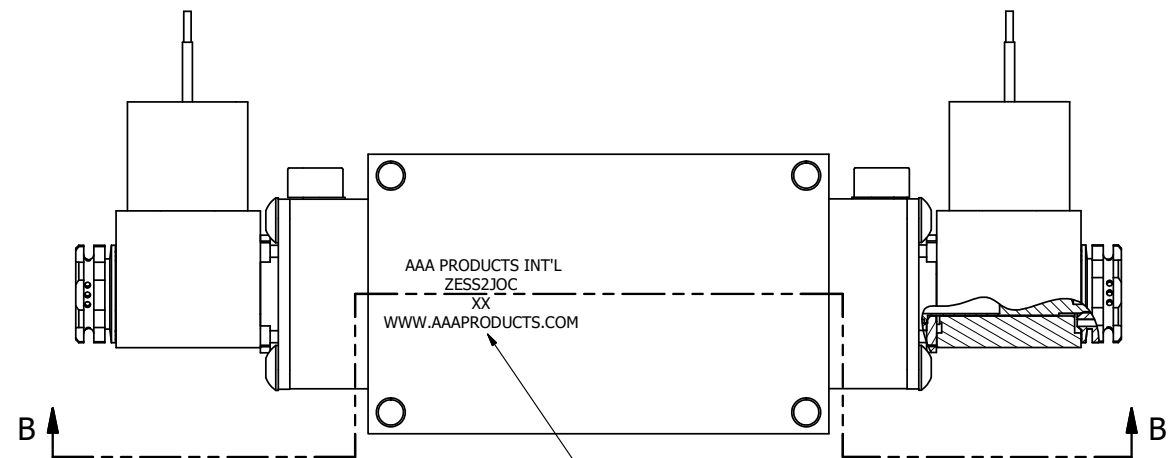 AAA PRODUCTS INT'L
ZESS2JOC
XX
WWW.AAAPRODUCTS.COM
B
B